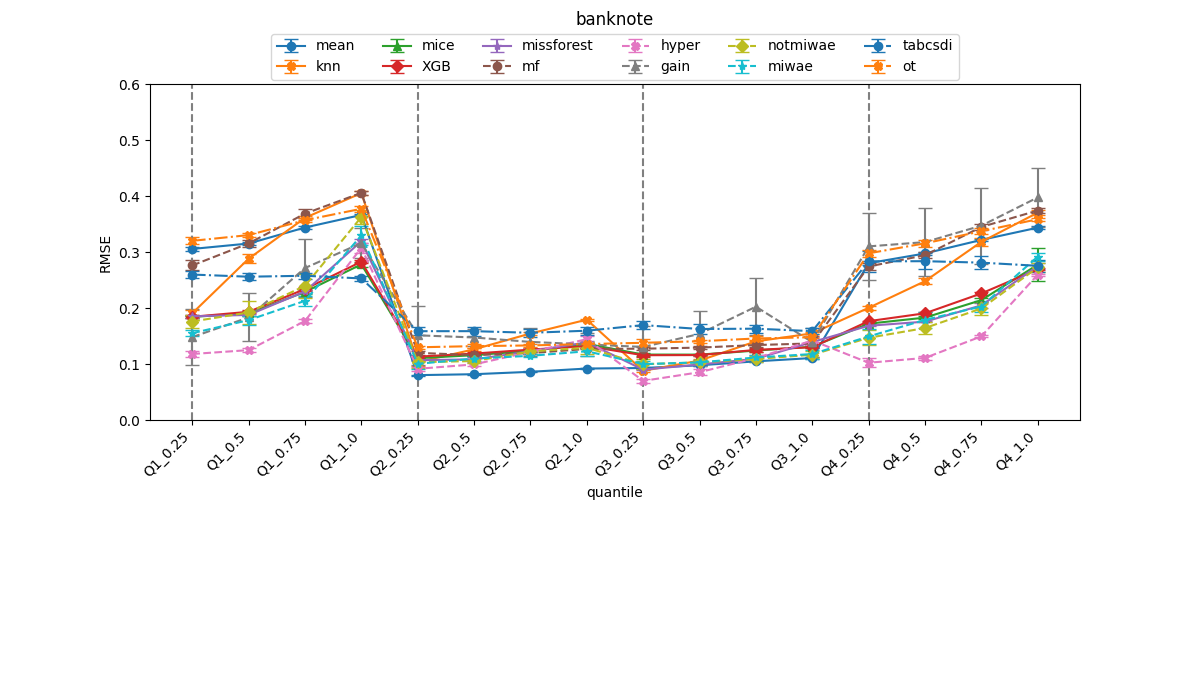 banknote
mean mice missforest hyper notmiwae tabcsdi
knn XGB mf gain miwae ot
0.6
0.5
0.4
0.3
0.2
0.1
0.0
RMSE
Q1_0.25 Q1_0.5 Q1_0.75 Q1_1.0 Q2_0.25 Q2_0.5 Q2_0.75 Q2_1.0 Q3_0.25 Q3_0.5 Q3_0.75 Q3_1.0 Q4_0.25 Q4_0.5 Q4_0.75 Q4_1.0
quantile